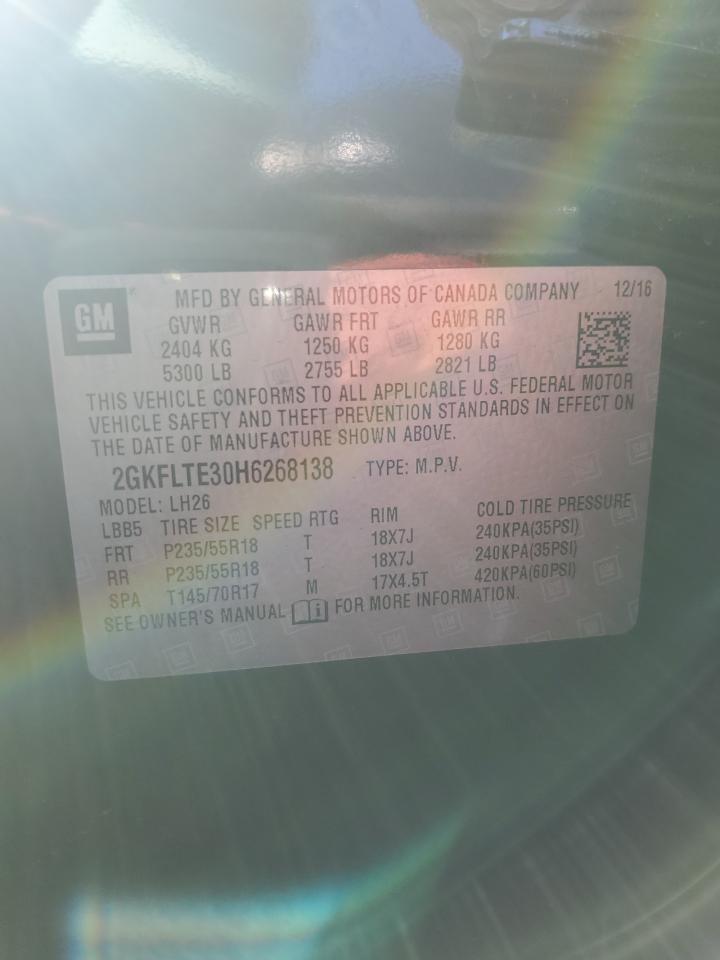 GM MFD BY GENERAL MOTORS OF CANADA COMPANY 12/16
GVWR GAWR FRT GAWR RR
2404 KG 1250 KG 1280 KG
5300 LB 2755 LB 2821 LB
THIS VEHICLE CONFORMS TO ALL APPLICABLE U.S. FEDERAL MOTOR
VEHICLE SAFETY AND THEFT PREVENTION STANDARDS IN EFFECT ON
THE DATE OF MANUFACTURE SHOWN ABOVE.
2GKFLTE30H6268138 TYPE: M.P.V.
MODEL: LH26
LBB5 TIRE SIZE SPEED RTG RIM COLD TIRE PRESSURE
FRT P235/55R18 T 18X7J 240KPA(35PSI)
RR P235/55R18 T 18X7J 240KPA(35PSI)
SPA T145/70R17 M 17X4.5T 420KPA(60PSI)
SEE OWNER'S MANUAL i FOR MORE INFORMATION.